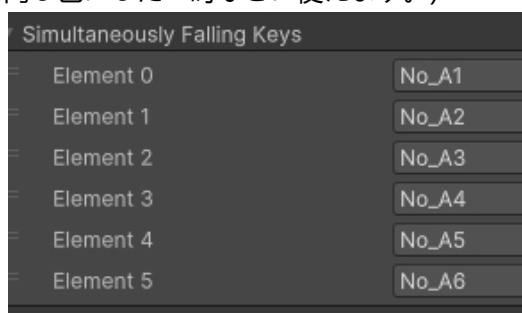 Simultaneously Falling Keys
Element 0 No_A1
Element 1 No_A2
Element 2 No_A3
Element 3 No_A4
Element 4 No_A5
Element 5 No_A6